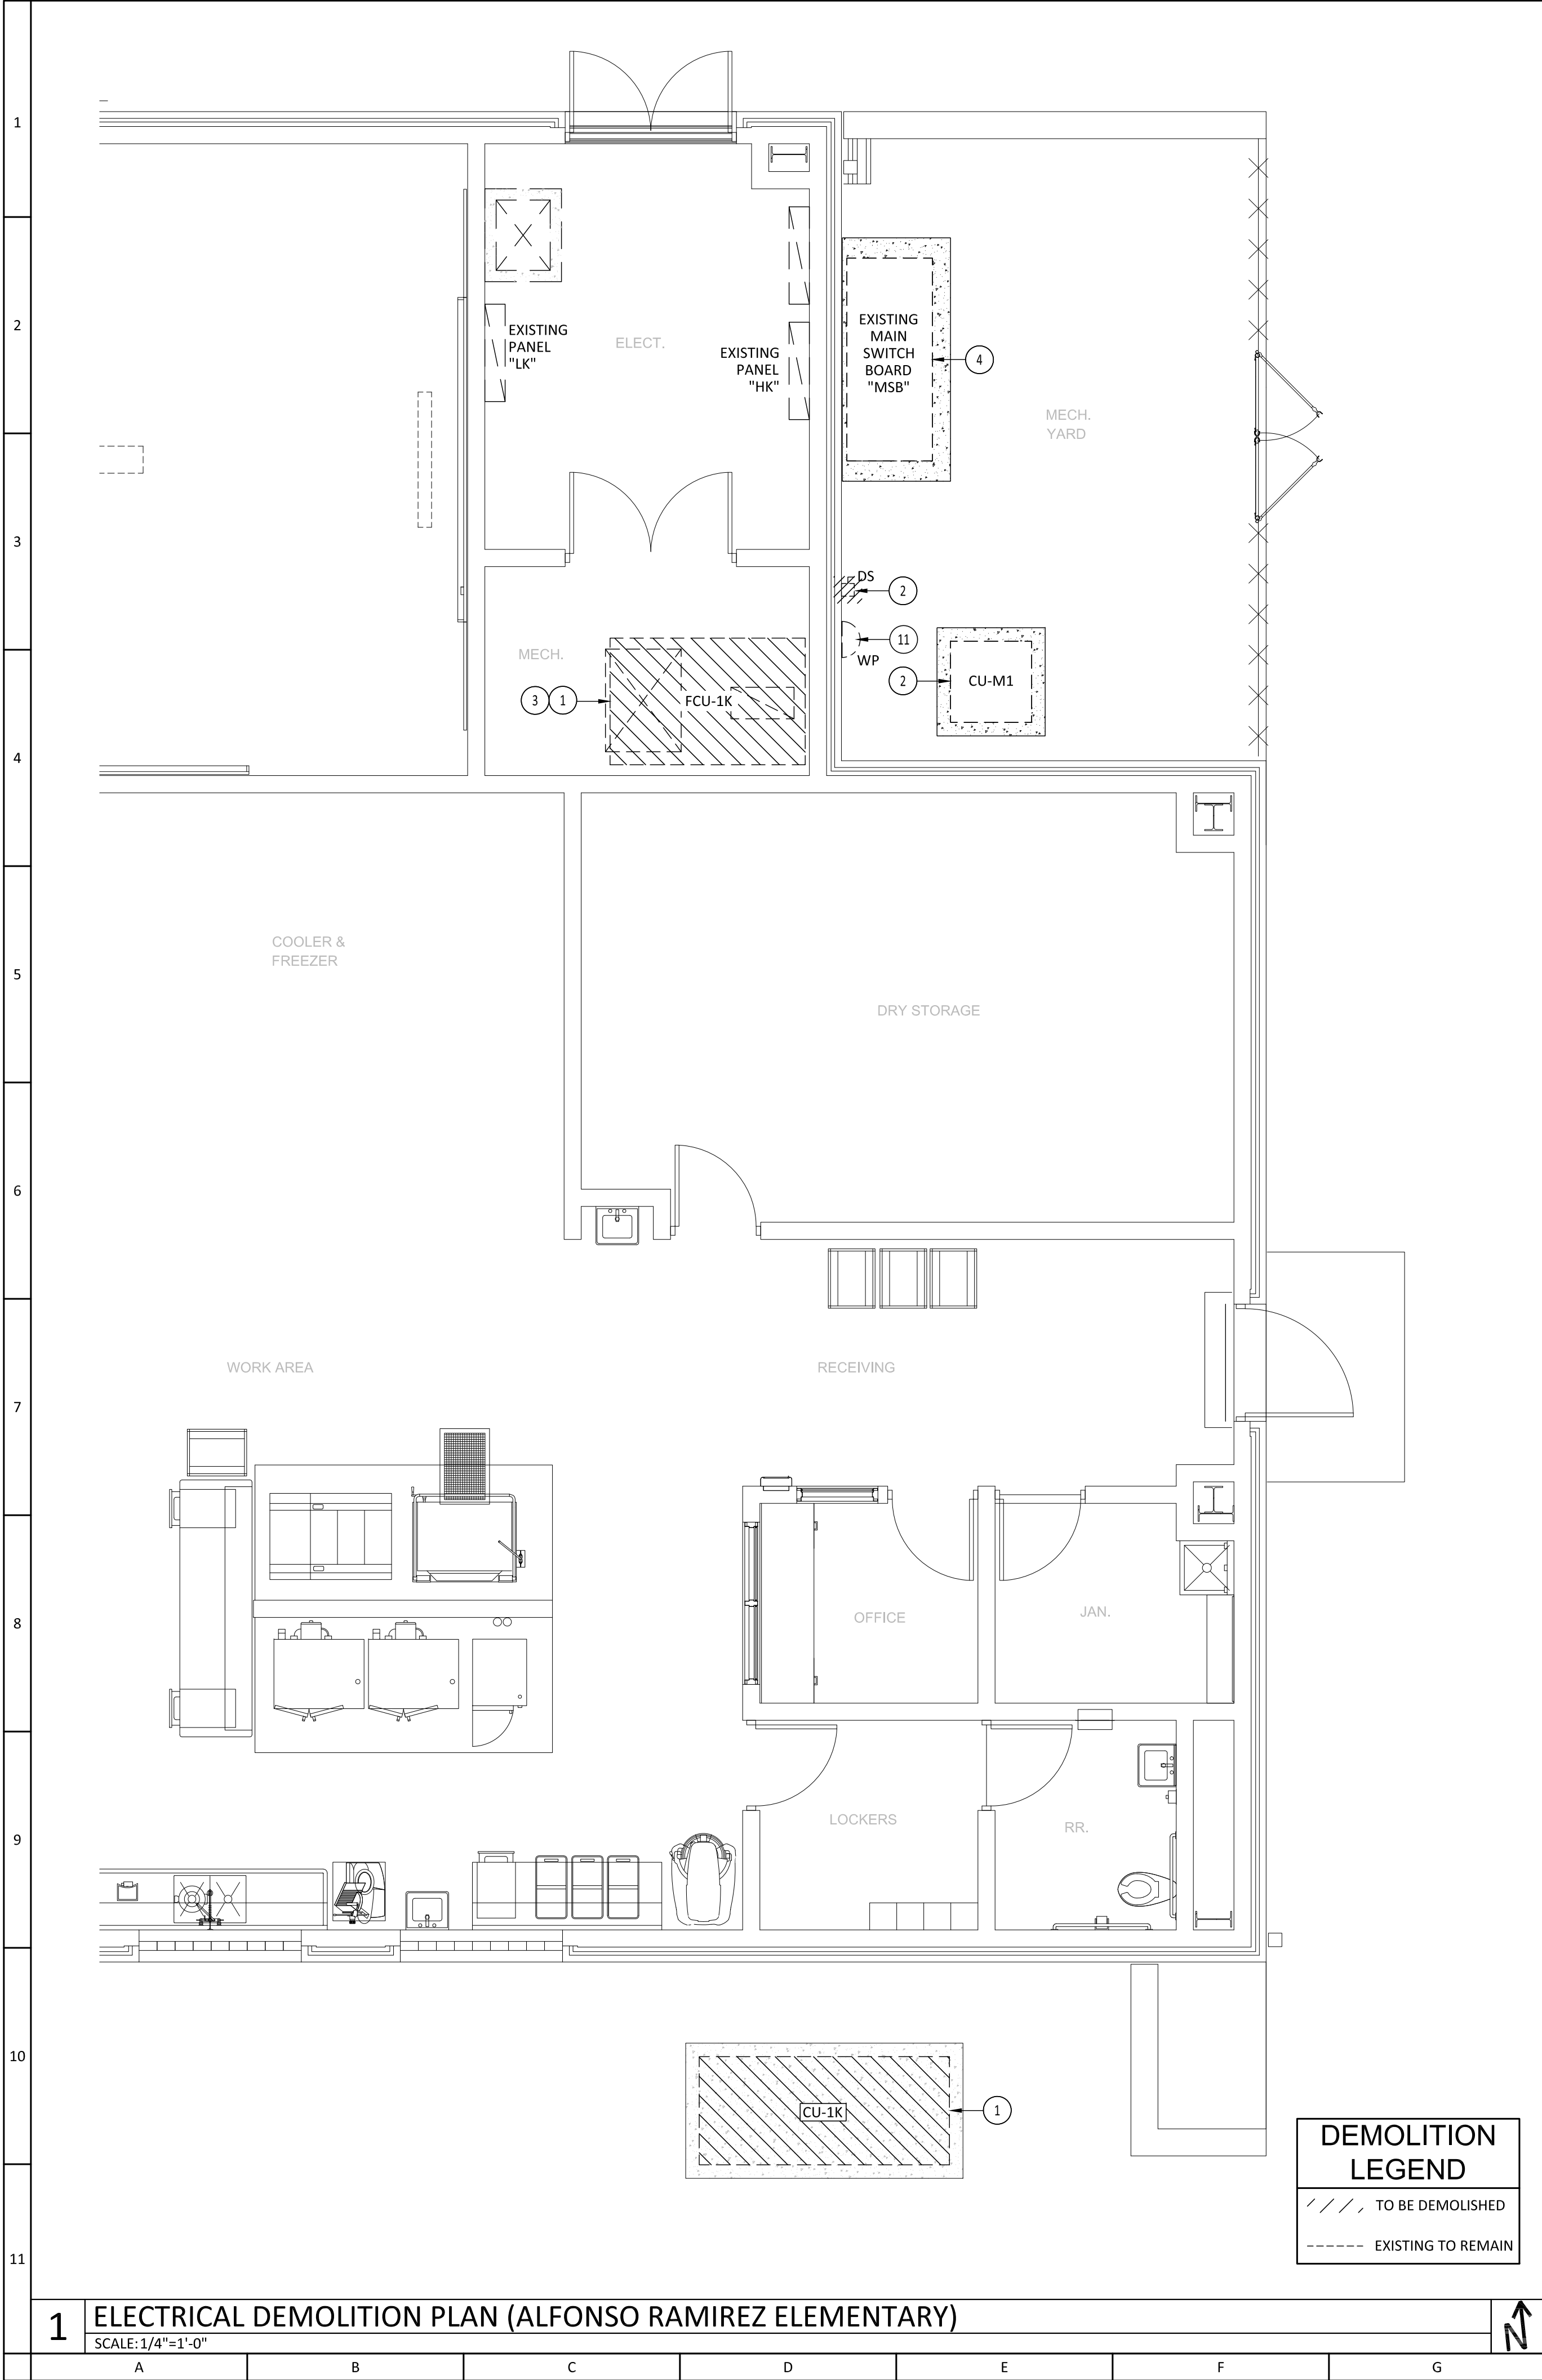 1
2
3
4
5
6
7
8
9
10
11
EXISTING
PANEL
"LK"
ELECT.
EXISTING
PANEL
"HK"
EXISTING
MAIN
SWITCH
BOARD
"MSB"
4
MECH.
YARD
DS
2
11
WP
2
CU-M1
MECH.
3
1
FCU-1K
COOLER &
FREEZER
DRY STORAGE
WORK AREA
RECEIVING
OFFICE
JAN.
LOCKERS
RR.
CU-1K
1
DEMOLITION
LEGEND
TO BE DEMOLISHED
EXISTING TO REMAIN
1
ELECTRICAL DEMOLITION PLAN (ALFONSO RAMIREZ ELEMENTARY)
SCALE:1/4"=1'-0"
N
A
B
C
D
E
F
G